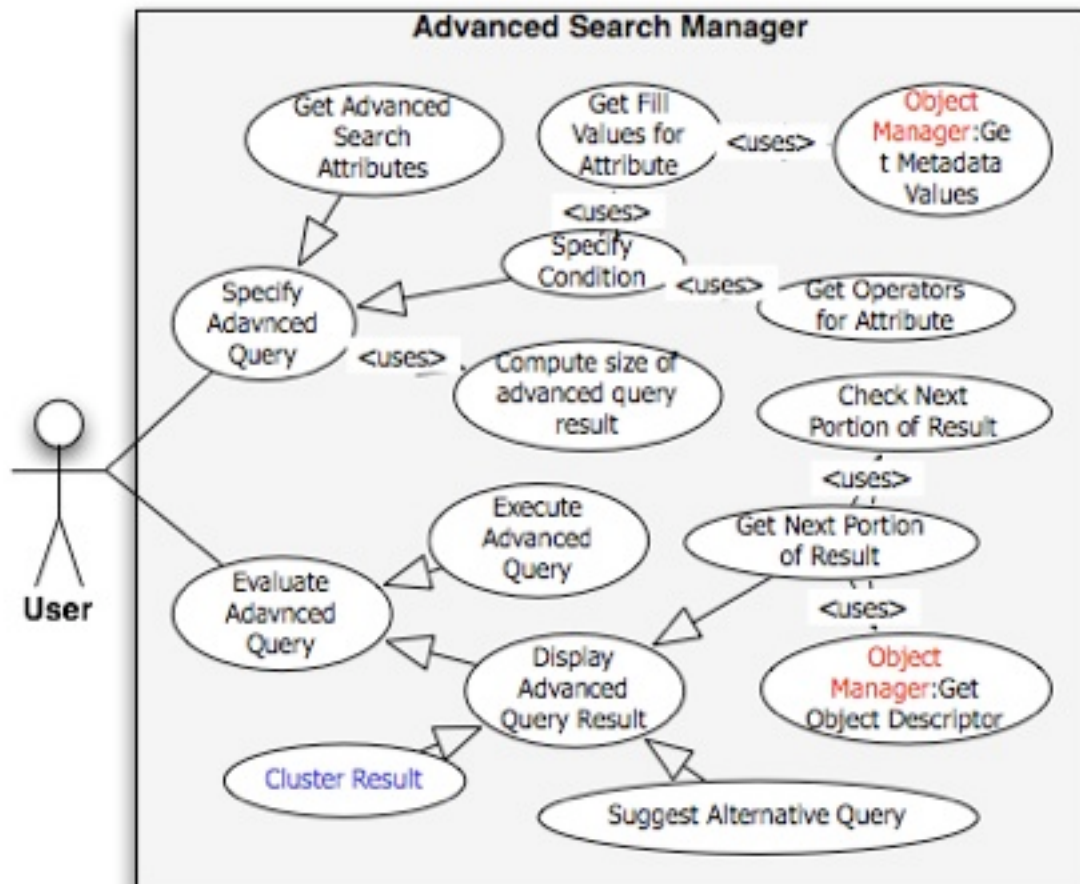 Advanced Search Manager
Get Advanced
Search
Attributes
Get Fill
Values for
Attribute
<uses>
Object
Manager:Ge
t Metadata
Values
<uses>
Specify
Condition
<uses>
Get Operators
for Attribute
Specify
Adavnced
Query
<uses>
Compute size of
advanced query
result
Check Next
Portion of Result
<uses>
Get Next Portion
of Result
<uses>
Object
Manager:Get
Object Descriptor
Execute
Advanced
Query
User
Evaluate
Adavnced
Query
Display
Advanced
Query Result
Cluster Result
Suggest Alternative Query